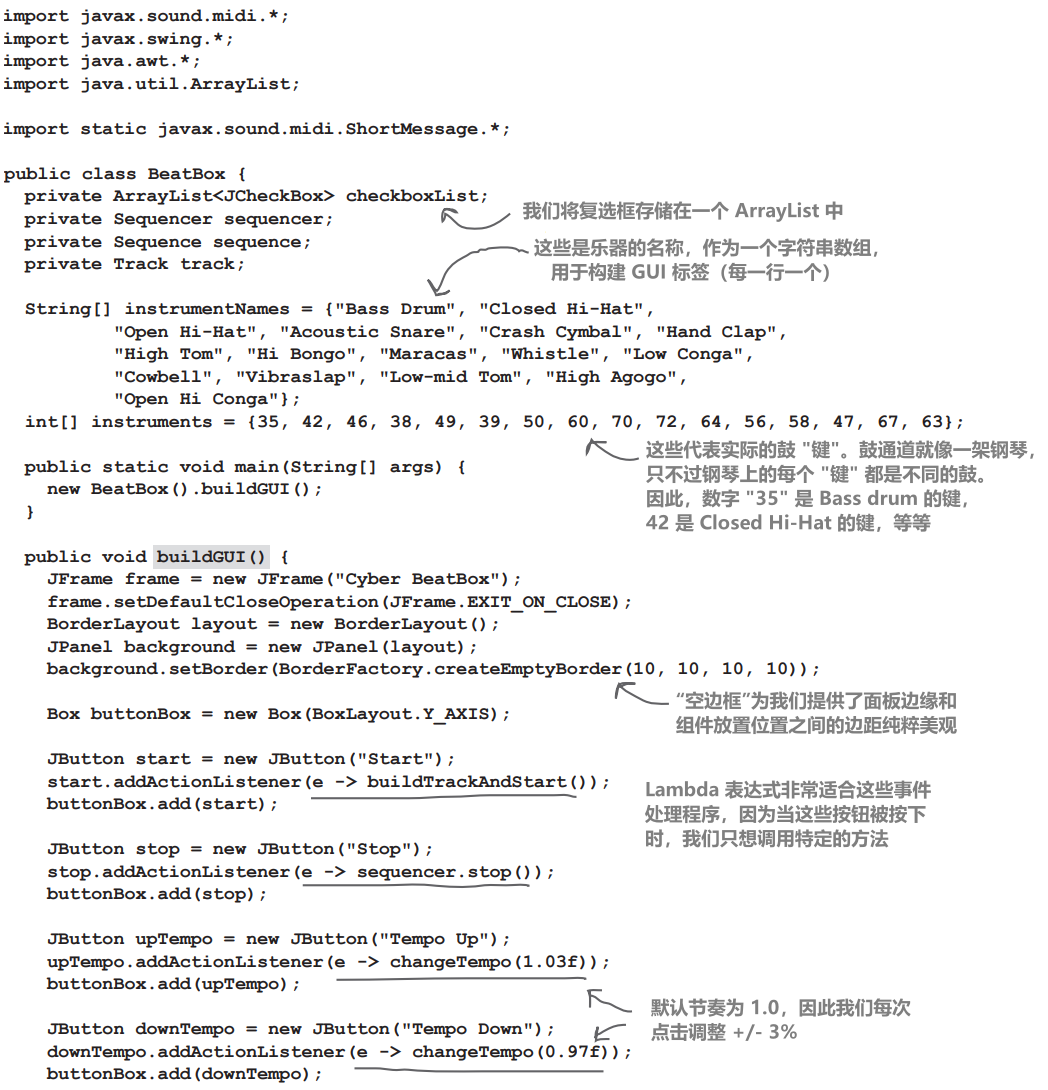 import javax.sound.midi.*;
import javax.swing.*;
import java.awt.*;
import java.util.ArrayList;
import static javax.sound.midi.ShortMessage.*;
public class BeatBox {
private ArrayList<JCheckBox> checkboxList;
我们将复选框存储在一个 ArrayList 中
private Sequencer sequencer;
private Sequence sequence;
private Track track;
这些是乐器的名称，作为一个字符串数组，
用于构建 GUI 标签（每一行一个）
String[] instrumentNames = {"Bass Drum", "Closed Hi-Hat",
"Open Hi-Hat", "Acoustic Snare", "Crash Cymbal", "Hand Clap",
"High Tom", "Hi Bongo", "Maracas", "Whistle", "Low Conga",
"Cowbell", "Vibraslap", "Low-mid Tom", "High Agogo",
"Open Hi Conga"};
int[] instruments = {35, 42, 46, 38, 49, 39, 50, 60, 70, 72, 64, 56, 58, 47, 67, 63};
这些代表实际的鼓 "键"。鼓通道就像一架钢琴，
只不过钢琴上的每个 "键" 都是不同的鼓。
因此，数字 "35" 是 Bass drum 的键，
42 是 Closed Hi-Hat 的键，等等
public static void main(String[] args) {
new BeatBox().buildGUI();
}
public void buildGUI() {
JFrame frame = new JFrame("Cyber BeatBox");
frame.setDefaultCloseOperation(JFrame.EXIT_ON_CLOSE);
BorderLayout layout = new BorderLayout();
JPanel background = new JPanel(layout);
background.setBorder(BorderFactory.createEmptyBorder(10, 10, 10, 10));
“空边框”为我们提供了面板边缘和
组件放置位置之间的边距纯粹美观
Box buttonBox = new Box(BoxLayout.Y_AXIS);
JButton start = new JButton("Start");
start.addActionListener(e -> buildTrackAndStart());
buttonBox.add(start);
Lambda 表达式非常适合这些事件
处理程序，因为当这些按钮被按下
时，我们只想调用特定的方法
JButton stop = new JButton("Stop");
stop.addActionListener(e -> sequencer.stop());
buttonBox.add(stop);
JButton upTempo = new JButton("Tempo Up");
upTempo.addActionListener(e -> changeTempo(1.03f));
buttonBox.add(upTempo);
默认节奏为 1.0，因此我们每次
点击调整 +/- 3%
JButton downTempo = new JButton("Tempo Down");
downTempo.addActionListener(e -> changeTempo(0.97f));
buttonBox.add(downTempo);